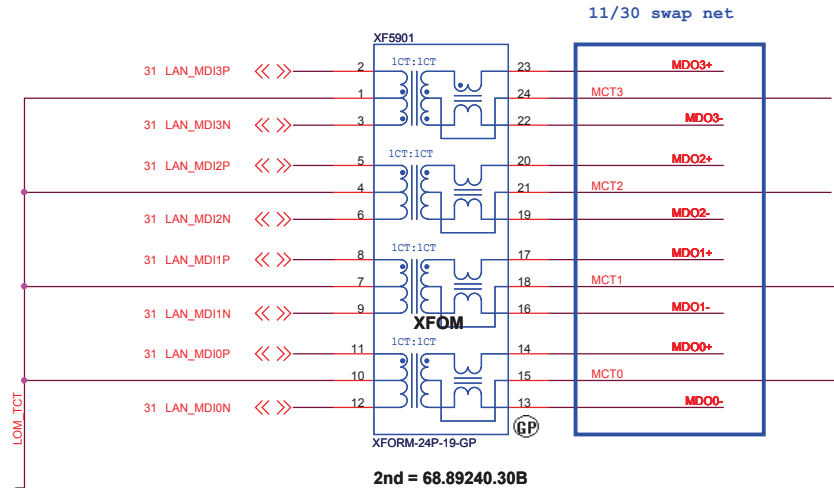 11/30 swap net
XF5901
31 LAN_MDI3P 2 1CT:1CT 23 MDO3+
1 24 MCT3
31 LAN_MDI3N 3 22 MDO3-
31 LAN_MDI2P 5 1CT:1CT 20 MDO2+
4 21 MCT2
31 LAN_MDI2N 6 19 MDO2-
31 LAN_MDI1P 8 1CT:1CT 17 MDO1+
7 18 MCT1
31 LAN_MDI1N 9 16 MDO1-
XFOM
31 LAN_MDI0P 11 1CT:1CT 14 MDO0+
10 15 MCT0
31 LAN_MDI0N 12 13 MDO0-
LOM_TCT
GP
XFORM-24P-19-GP
2nd = 68.89240.30B